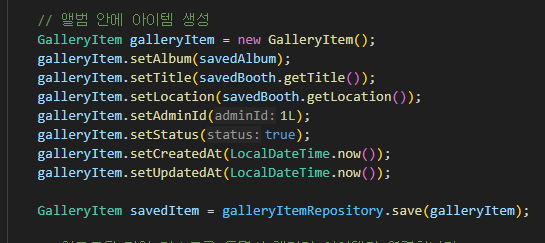 // 앨범 안에 아이템 생성
GalleryItem galleryItem = new GalleryItem();
galleryItem.setAlbum(savedAlbum);
galleryItem.setTitle(savedBooth.getTitle());
galleryItem.setLocation(savedBooth.getLocation());
galleryItem.setAdminId(adminId: 1L);
galleryItem.setStatus(status: true);
galleryItem.setCreatedAt(LocalDateTime.now());
galleryItem.setUpdatedAt(LocalDateTime.now());
GalleryItem savedItem = galleryItemRepository.save(galleryItem);